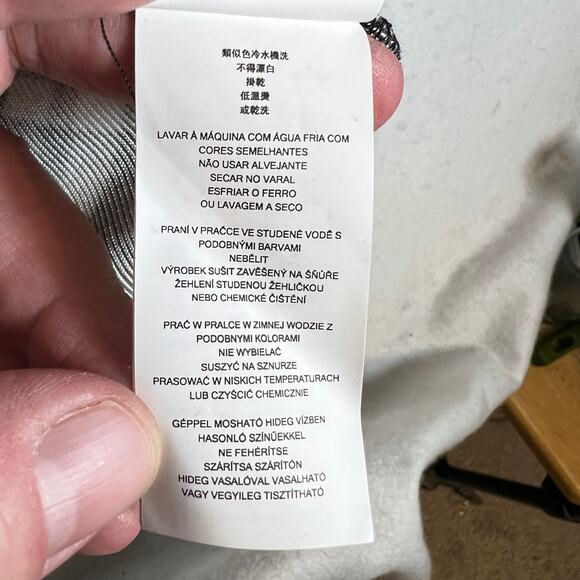 類似色冷水機洗
不得漂白
掛乾
低溫燙
或乾洗
LAVAR À MÁQUINA COM ÁGUA FRIA COM
CORES SEMELHANTES
NÃO USAR ALVEJANTE
SECAR NO VARAL
ESFRIAR O FERRO
OU LAVAGEM A SECO
PRANÍ V PRAČCE VE STUDENÉ VODĚ S
PODOBNÝMI BARVAMI
NEBĚLIT
VÝROBEK SUŠIT ZAVĚŠENÝ NA ŠŇŮŘE
ŽEHLENÍ STUDENOU ŽEHLIČKOU
NEBO CHEMICKÉ ČIŠTĚNÍ
PRAĆ W PRALCE W ZIMNEJ WODZIE Z
PODOBNYMI KOLORAMI
NIE WYBIELAĆ
SUSZYĆ NA SZNURZE
PRASOWAĆ W NISKICH TEMPERATURACH
LUB CZYŚCIĆ CHEMICZNIE
GÉPPEL MOSHATÓ HIDEG VÍZBEN
HASONLÓ SZÍNŰEKKEL
NE FEHÉRÍTSE
SZÁRÍTSA SZÁRÍTÓN
HIDEG VASALÓVAL VASALHATÓ
VAGY VEGYILEG TISZTÍTHATÓ